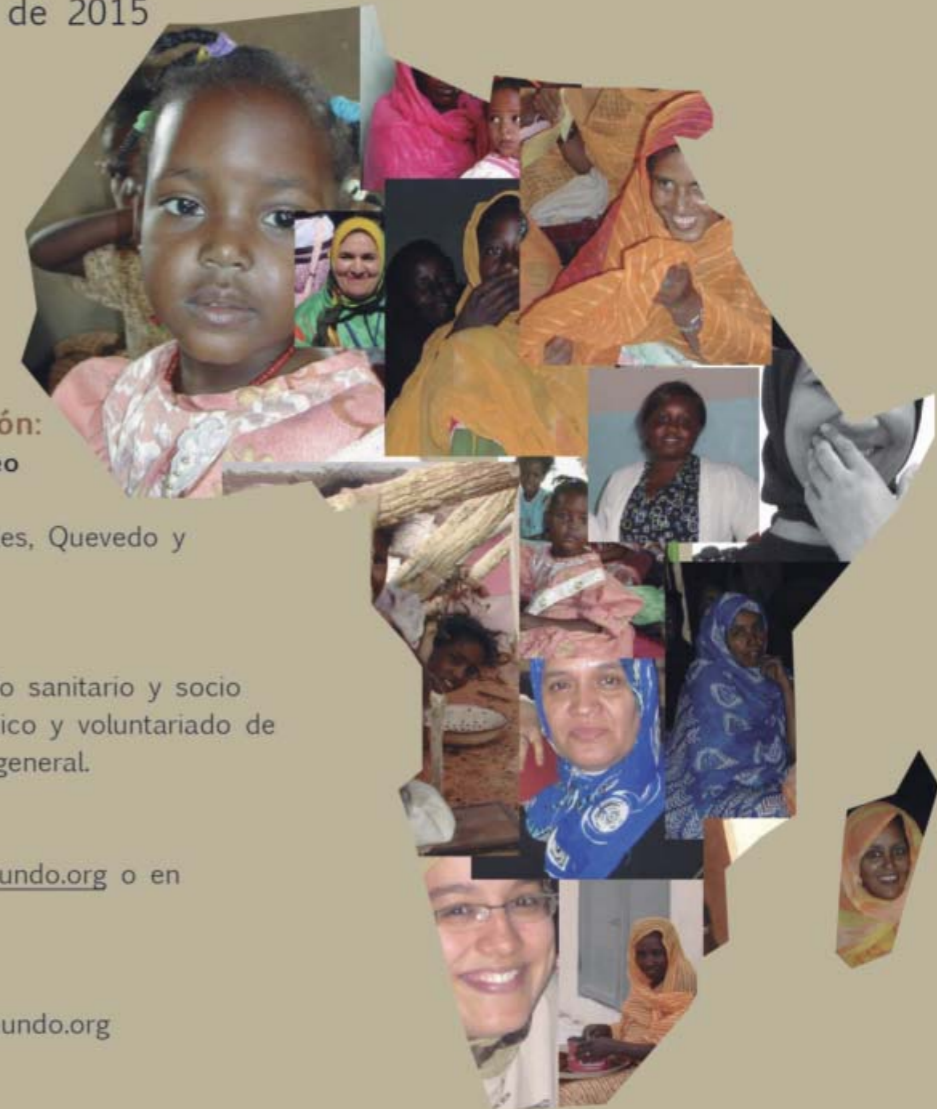 de 2015
ón:
eo
es, Quevedo y
o sanitario y socio
ico y voluntariado de
general.
undo.org o en
undo.org